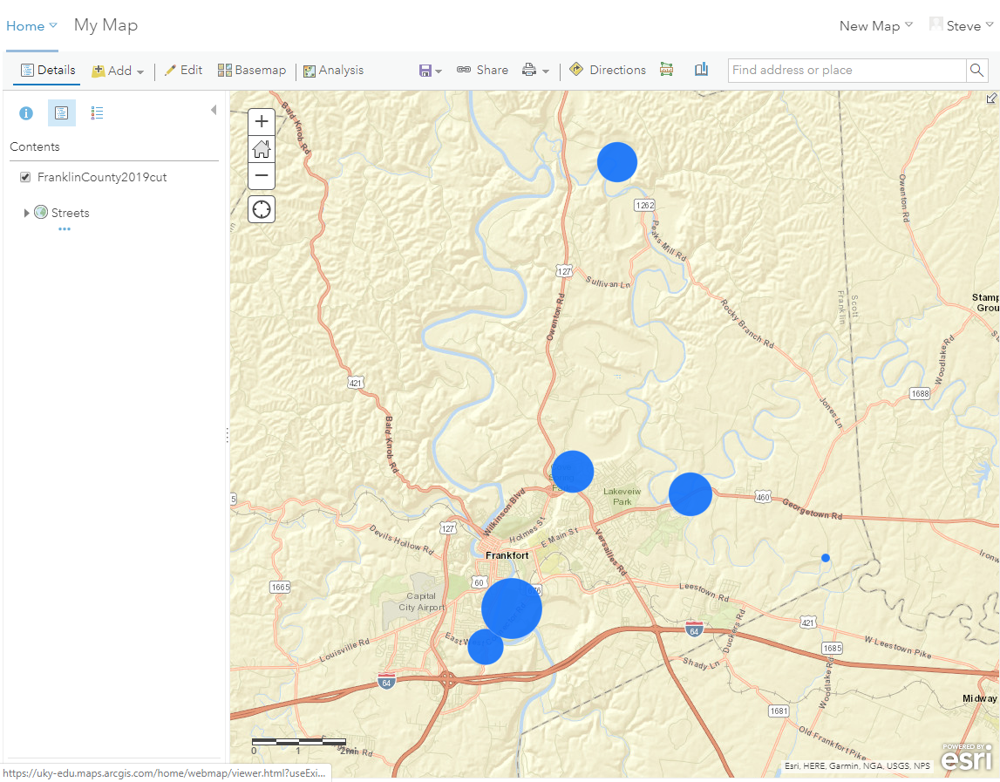 Home My Map New Map Steve
Details Add Edit Basemap Analysis Share Directions Find address or place
Contents
FranklinCounty2019cut
Streets
Bald Knob Rd
1262
Owenton Rd
Peaks Mill Rd
127
Sullivan Ln
Owenton Rd
Scott
Franklin
Stamp
Grou
Rocky Branch Rd
Woodlake Rd
421
1688
Jones Ln
Bald Knob Rd
5
Lakeveiw
Park
460
Georgetown Rd
Wilkinson Blvd
127
Holmes St
E Main St
Devils Hollow Rd
Versailles Rd
Frankfort
Ironw
60
1665
Capital
City Airport
Leestown Rd
421
64
Duckers Rd
Louisville Rd
1685
W Leestown Pike
Shady Ln
64
Woodlake Rd
Midway
1681
Old Frankfort Pike
0 1 2mi
POWERED BY
esri
Esri, HERE, Garmin, NGA, USGS, NPS
https://uky-edu.maps.arcgis.com/home/webmap/viewer.html?useExi...